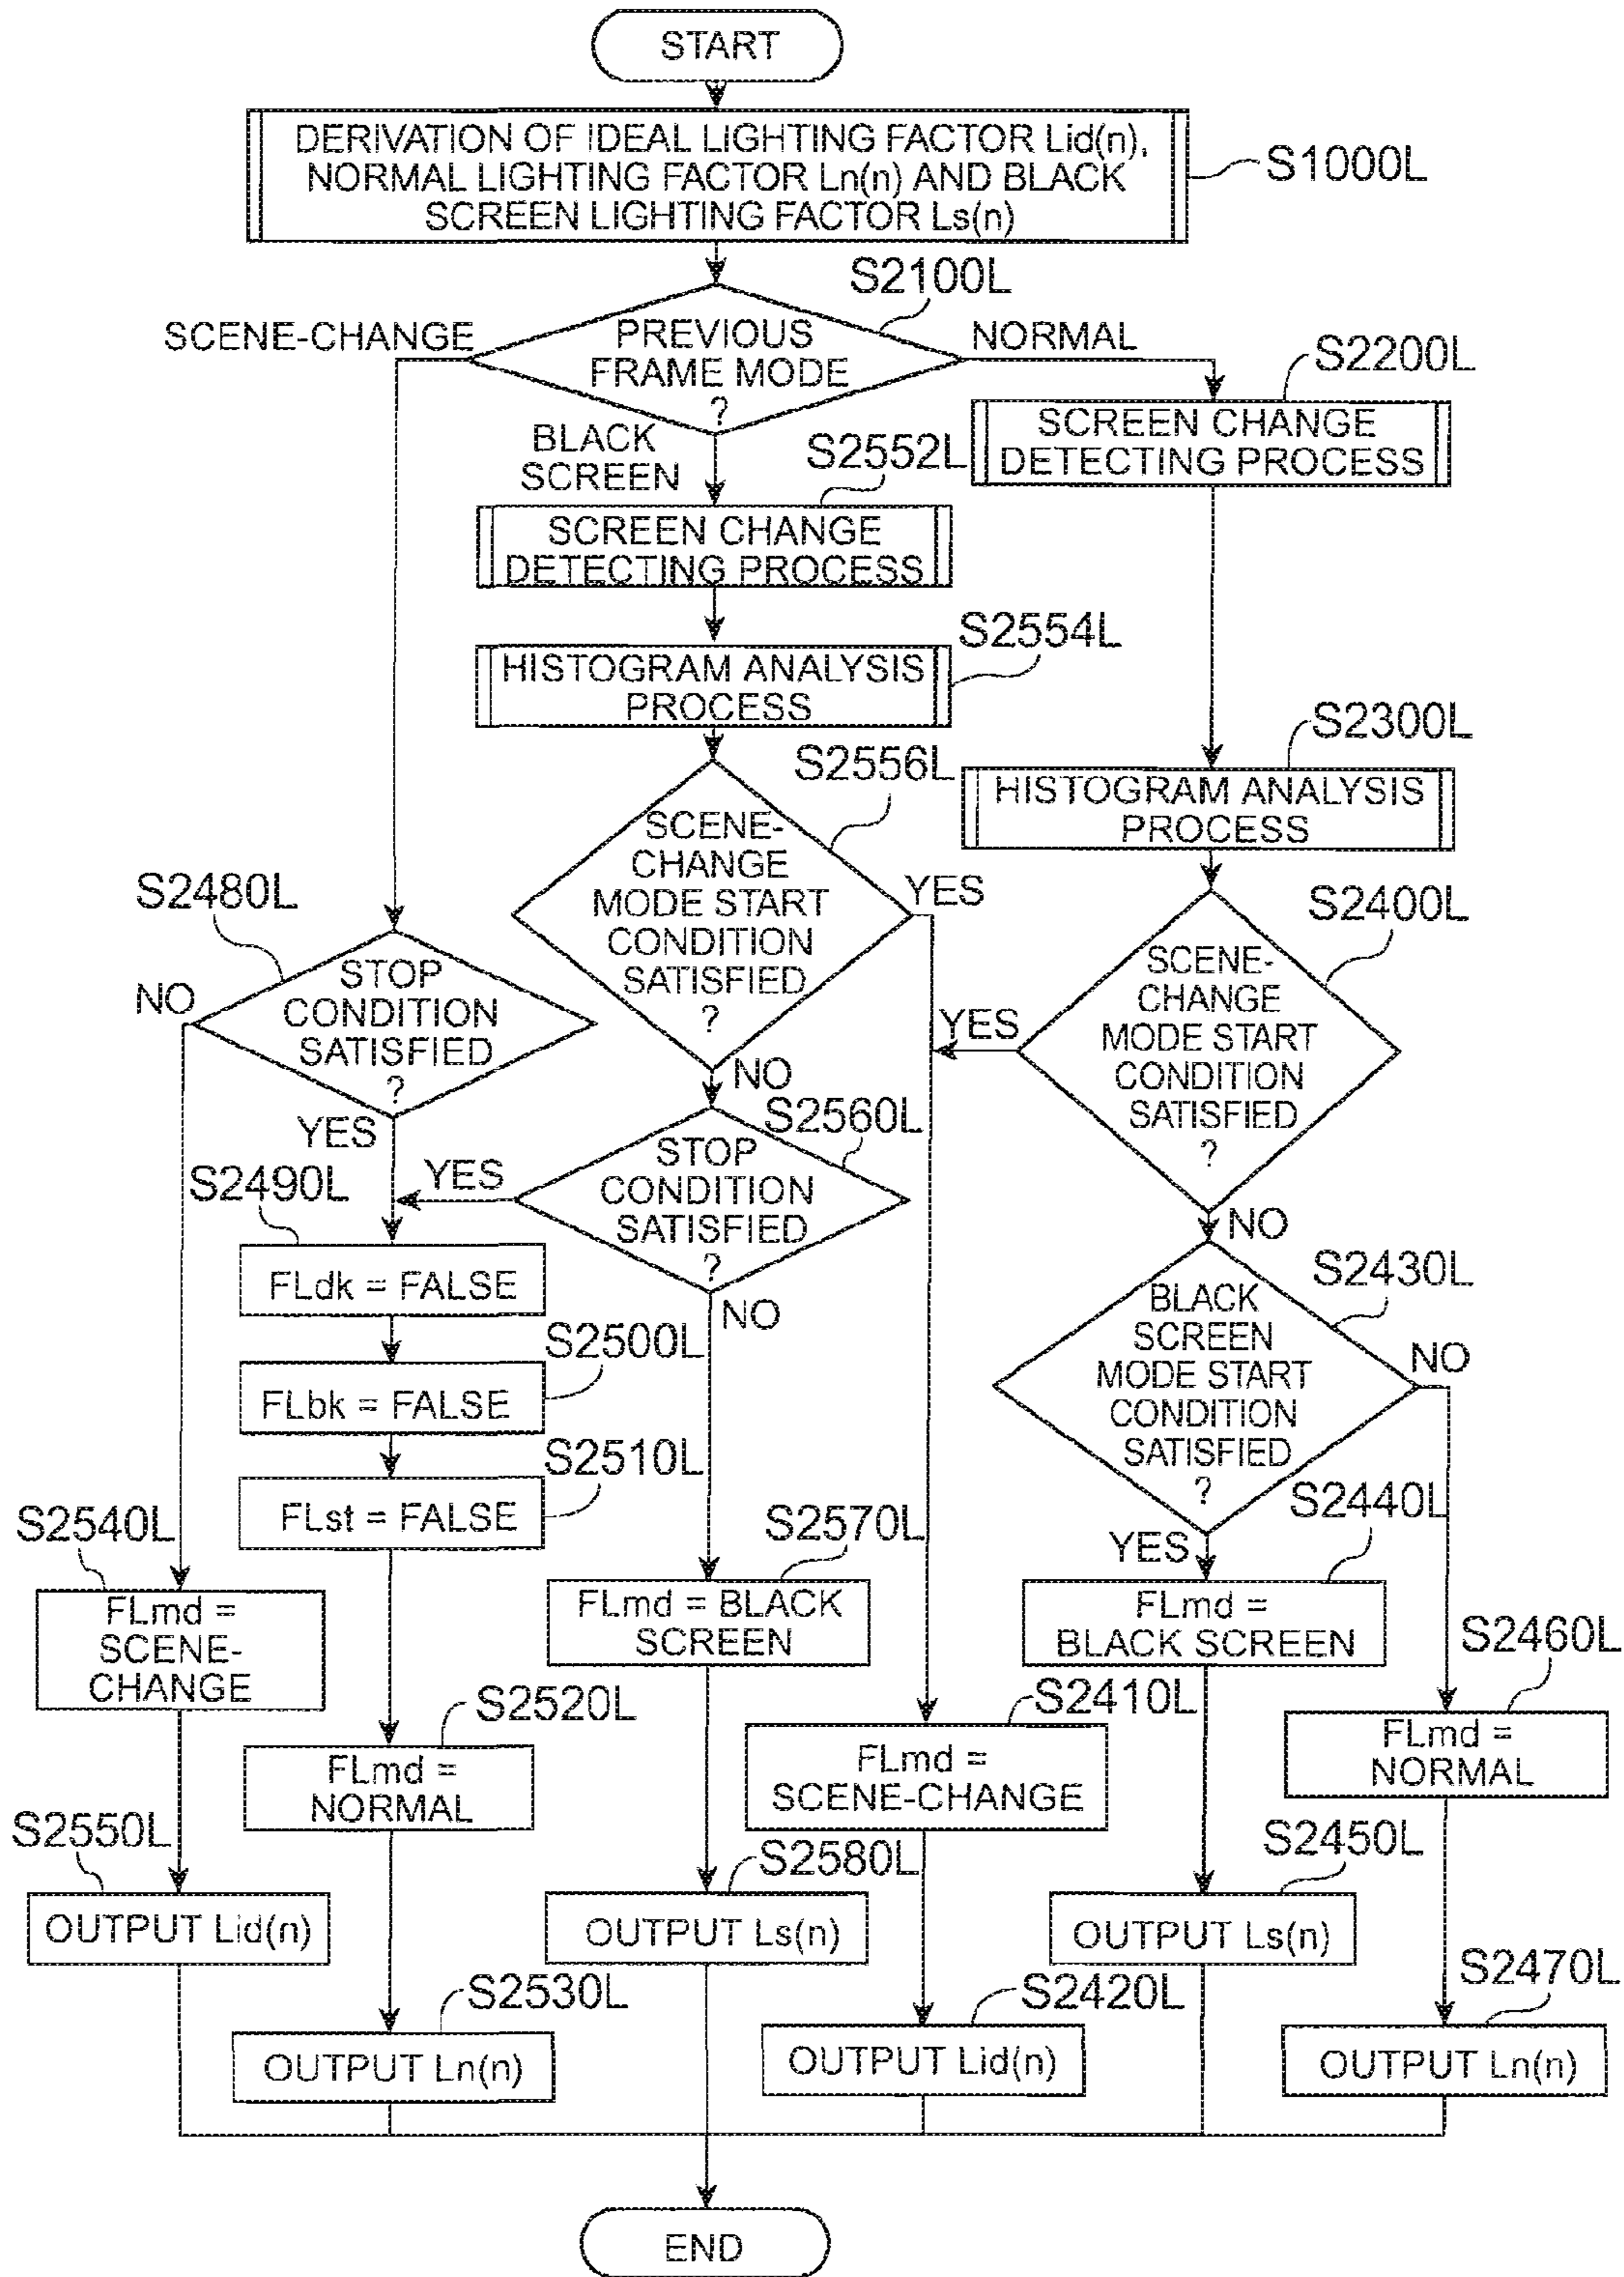 START
DERIVATION OF IDEAL LIGHTING FACTOR Lid(n),
NORMAL LIGHTING FACTOR Ln(n) AND BLACK
SCREEN LIGHTING FACTOR Ls(n)
S1000L
S2100L
SCENE-CHANGE
PREVIOUS
FRAME MODE
?
NORMAL
S2200L
SCREEN CHANGE
DETECTING PROCESS
BLACK
SCREEN
S2552L
SCREEN CHANGE
DETECTING PROCESS
S2554L
HISTOGRAM ANALYSIS
PROCESS
S2300L
HISTOGRAM ANALYSIS
PROCESS
S2556L
SCENE-
CHANGE
MODE START
CONDITION
SATISFIED
?
YES
S2480L
STOP
CONDITION
SATISFIED
?
NO
S2400L
SCENE-
CHANGE
MODE START
CONDITION
SATISFIED
?
YES
NO
YES
S2560L
STOP
CONDITION
SATISFIED
?
YES
NO
S2490L
FLdk = FALSE
NO
S2430L
BLACK
SCREEN
MODE START
CONDITION
SATISFIED
?
NO
S2500L
FLbk = FALSE
S2510L
FLst = FALSE
YES
S2440L
S2540L
FLmd =
SCENE-
CHANGE
S2570L
FLmd = BLACK
SCREEN
FLmd =
BLACK SCREEN
S2460L
FLmd =
NORMAL
S2520L
FLmd =
NORMAL
S2410L
FLmd =
SCENE-CHANGE
S2550L
OUTPUT Lid(n)
S2580L
OUTPUT Ls(n)
S2450L
OUTPUT Ls(n)
S2530L
OUTPUT Ln(n)
S2420L
OUTPUT Lid(n)
S2470L
OUTPUT Ln(n)
END